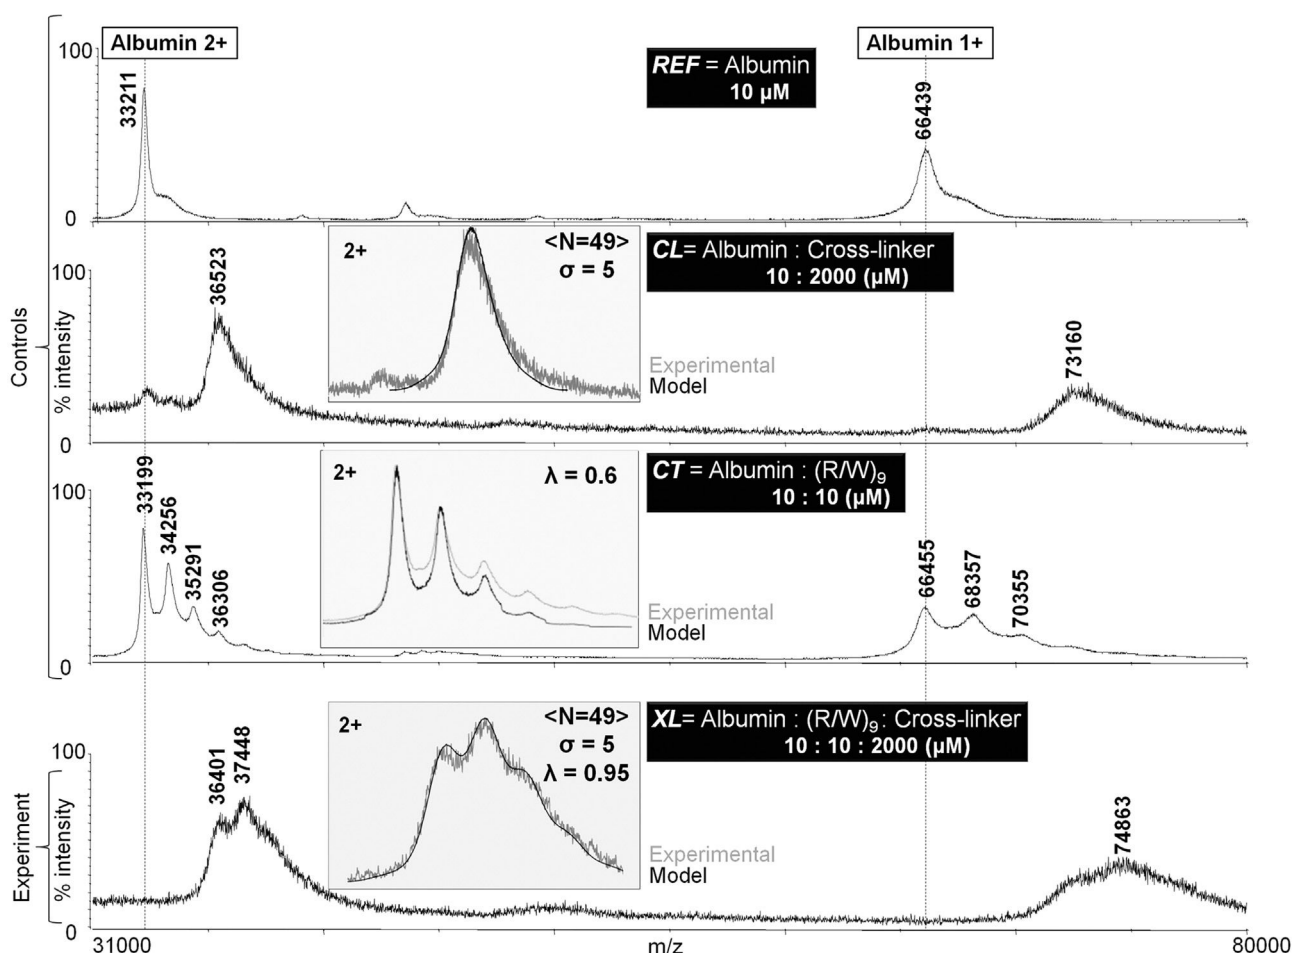 Albumin 2+
Albumin 1+
100
33211
REF = Albumin
10 µM
66439
0
Controls
% intensity
100
36523
2+
<N=49>
σ = 5
CL= Albumin : Cross-linker
10 : 2000 (µM)
Experimental
Model
73160
0
100
33199
34256
35291
36306
2+
λ = 0.6
CT = Albumin : (R/W)₉
10 : 10 (µM)
Experimental
Model
66455
68357
70355
0
Experiment
% intensity
100
36401
37448
2+
<N=49>
σ = 5
λ = 0.95
XL= Albumin : (R/W)₉: Cross-linker
10 : 10 : 2000 (µM)
Experimental
Model
74863
0
31000
m/z
80000